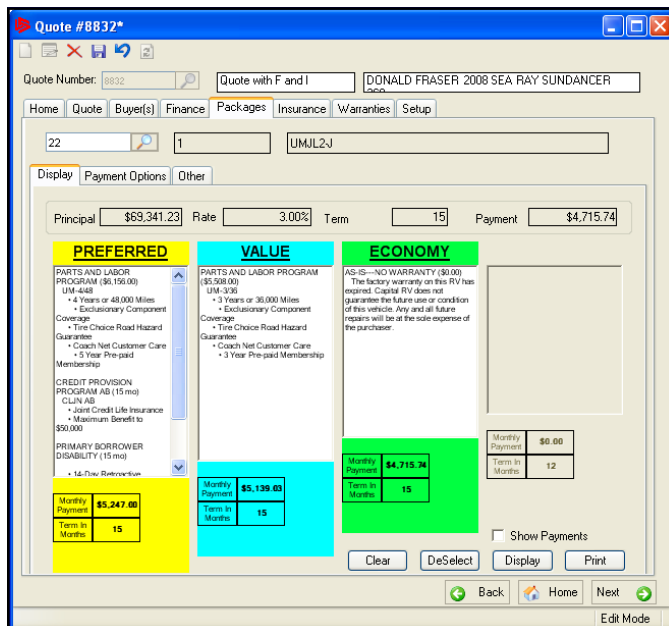 Quote #8832*
Quote Number: 8832 Quote with F and I DONALD FRASER 2008 SEA RAY SUNDANCER
Home Quote Buyer(s) Finance Packages Insurance Warranties Setup
22 1 UMJL2-J
Display Payment Options Other
Principal $69,341.23 Rate 3.00% Term 15 Payment $4,715.74
PREFERRED
PARTS AND LABOR
PROGRAM ($6,156.00)
UM-4/48
• 4 Years or 48,000 Miles
• Exclusionary Component
Coverage
• Tire Choice Road Hazard
Guarantee
• Coach Net Customer Care
• 5 Year Pre-paid
Membership
CREDIT PROVISION
PROGRAM AB (15 mo)
CLJN AB
• Joint Credit Life Insurance
• Maximum Benefit to
$50,000
PRIMARY BORROWER
DISABILITY (15 mo)
• 14-Day Retroactive
Monthly Payment $5,247.00
Term In Months 15
VALUE
PARTS AND LABOR PROGRAM
($5,508.00)
UM-3/36
• 3 Years or 36,000 Miles
• Exclusionary Component
Coverage
• Tire Choice Road Hazard
Guarantee
• Coach Net Customer Care
• 3 Year Pre-paid Membership
Monthly Payment $5,139.03
Term In Months 15
ECONOMY
AS-IS---NO WARRANTY ($0.00)
The factory warranty on this RV has
expired. Capital RV does not
guarantee the future use or condition
of this vehicle. Any and all future
repairs will be at the sole expense of
the purchaser.
Monthly Payment $4,715.74
Term In Months 15
Monthly Payment $0.00
Term In Months 12
Show Payments
Clear DeSelect Display Print
Back Home Next
Edit Mode